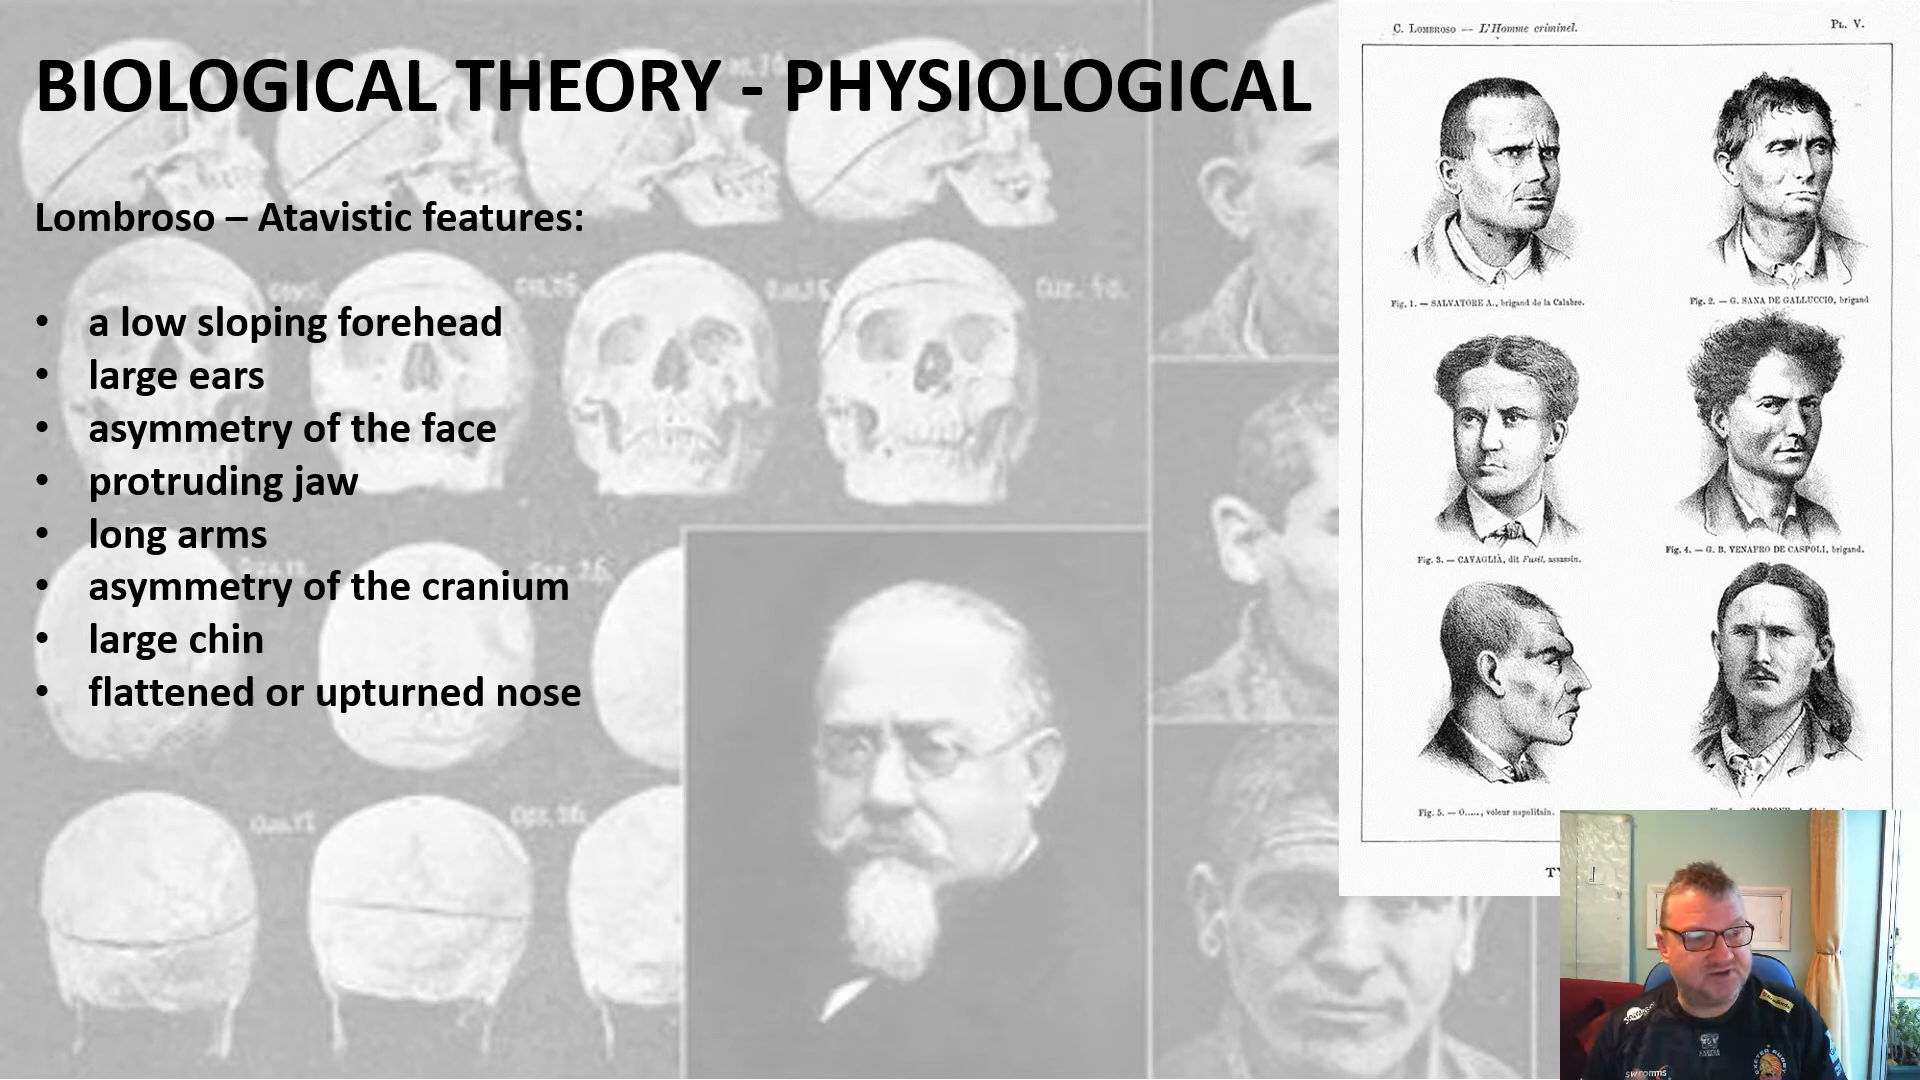 BIOLOGICAL THEORY - PHYSIOLOGICAL
Lombroso – Atavistic features:
• a low sloping forehead
• large ears
• asymmetry of the face
• protruding jaw
• long arms
• asymmetry of the cranium
• large chin
• flattened or upturned nose
C. LOMBROSO — L'Homme criminel.
PL. V.
Fig. 1. — SALVATORE A., brigand de la Calabre.
Fig. 2. — G. SANA DE GALLUCCIO, brigand
Fig. 3. — CAVAGLIÀ, dit Fusil, assassin.
Fig. 4. — G. B. VENAFRO DE CASPOLI, brigand.
Fig. 5. — O....., voleur napolitain.
swcomms